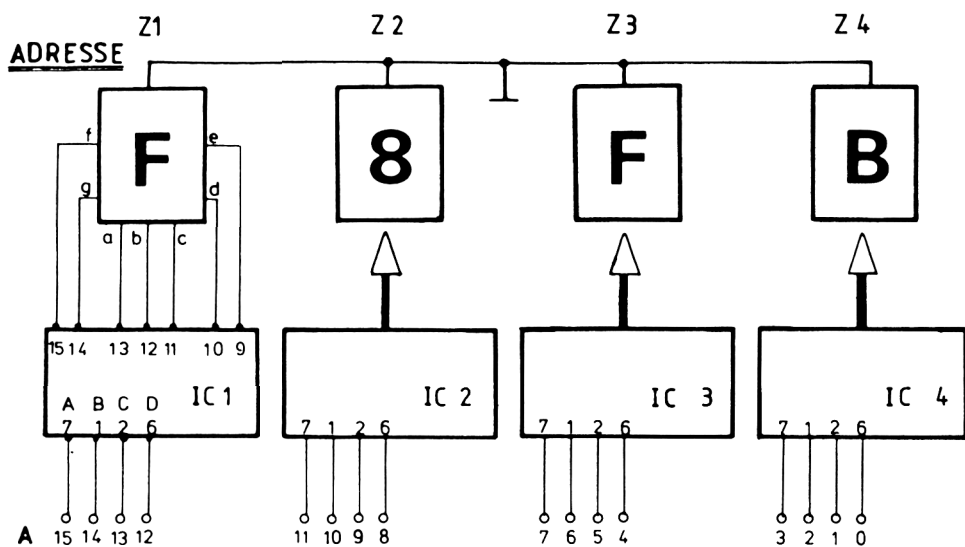 Z1 Z2 Z3 Z4
ADRESSE
F 8 F B
f e
g d
a b c
15 14 13 12 11 10 9
IC1 IC 2 IC 3 IC 4
A B C D
7 1 2 6 7 1 2 6 7 1 2 6 7 1 2 6
A 15 14 13 12 11 10 9 8 7 6 5 4 3 2 1 0